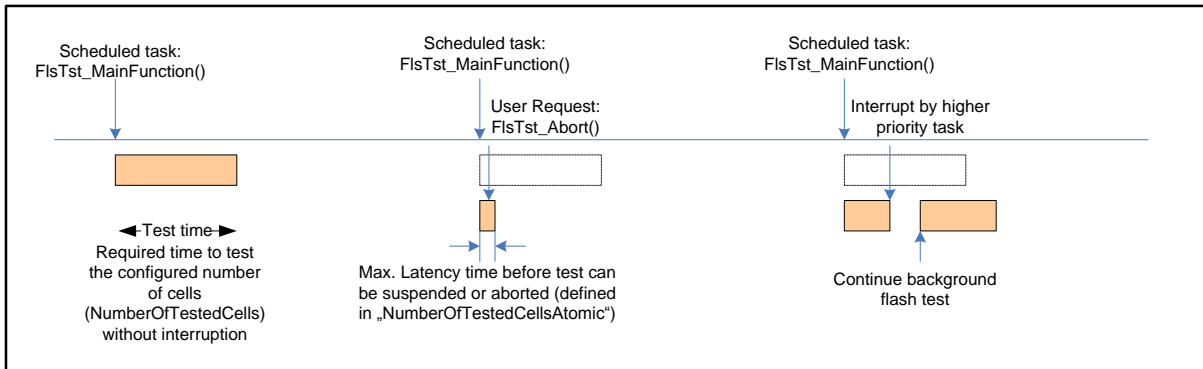 Scheduled task:
FlsTst_MainFunction()
Scheduled task:
FlsTst_MainFunction()
Scheduled task:
FlsTst_MainFunction()
User Request:
FlsTst_Abort()
Interrupt by higher
priority task
Test time
Required time to test
the configured number
of cells
(NumberOfTestedCells)
without interruption
Max. Latency time before test can
be suspended or aborted (defined
in „NumberOfTestedCellsAtomic“)
Continue background
flash test